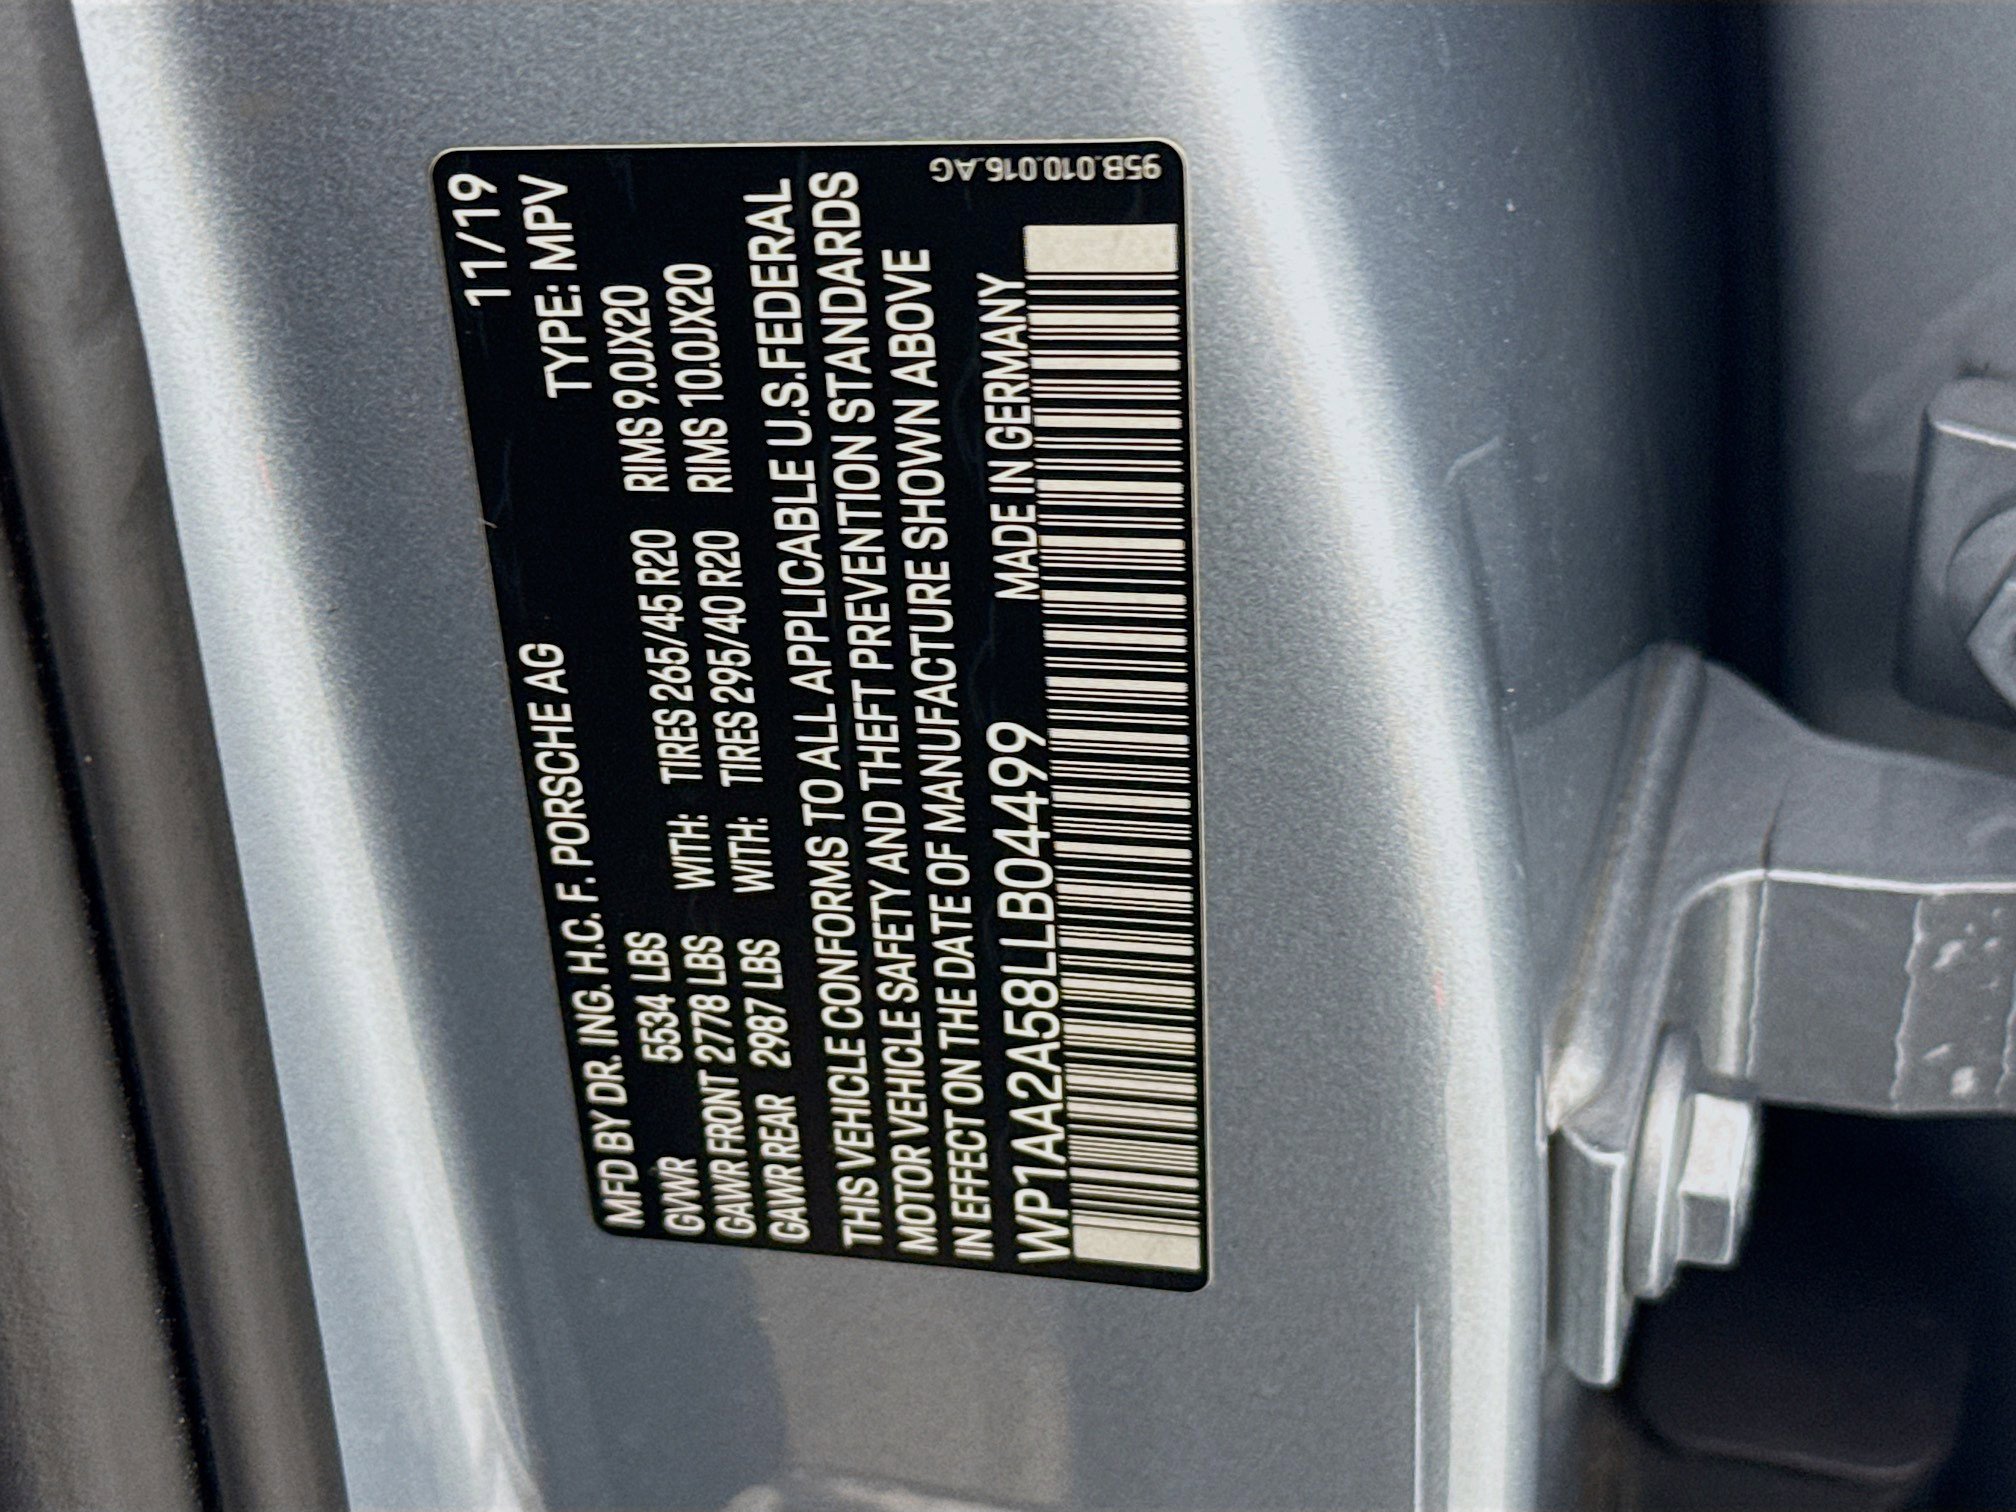 11/19
MFD BY DR. ING. H.C. F. PORSCHE AG TYPE: MPV
GVWR 5534 LBS
GAWR FRONT 2778 LBS WITH: TIRES 265/45 R20 RIMS 9.0JX20
GAWR REAR 2987 LBS WITH: TIRES 295/40 R20 RIMS 10.0JX20
THIS VEHICLE CONFORMS TO ALL APPLICABLE U.S.FEDERAL
MOTOR VEHICLE SAFETY AND THEFT PREVENTION STANDARDS
IN EFFECT ON THE DATE OF MANUFACTURE SHOWN ABOVE
WP1AA2A58LLB04499 MADE IN GERMANY
95B.010.016.AG